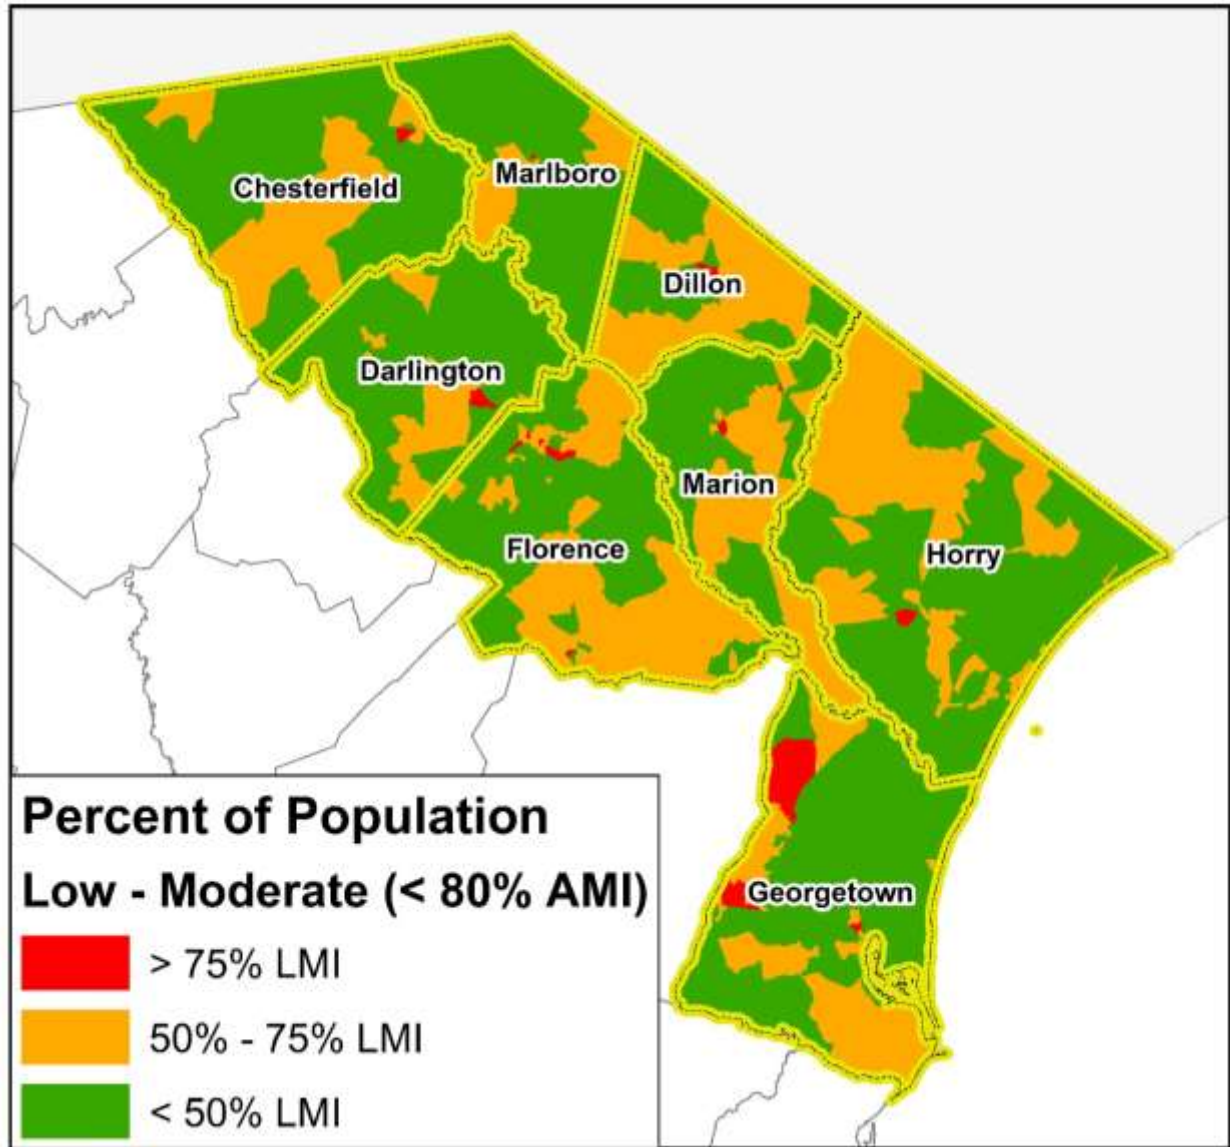 Marlboro
Chesterfield
Dillon
Darlington
Marion
Florence
Horry
Georgetown
Percent of Population
Low - Moderate (< 80% AMI)
> 75% LMI
50% - 75% LMI
< 50% LMI